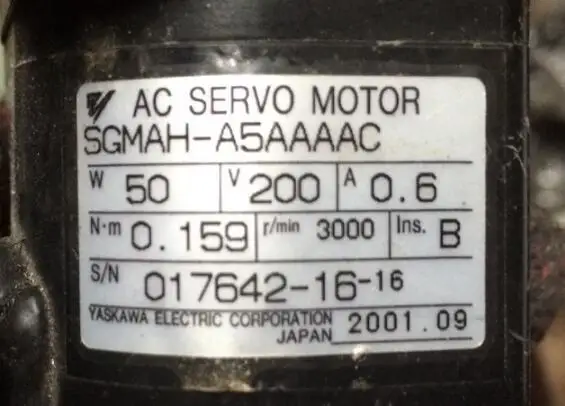 AC SERVO MOTOR
SGMAH-A5AAAAC
W 50 V 200 A 0.6
N·m 0.159 r/min 3000 Ins. B
S/N 017642-16-16
YASKAWA ELECTRIC CORPORATION 2001.09
JAPAN